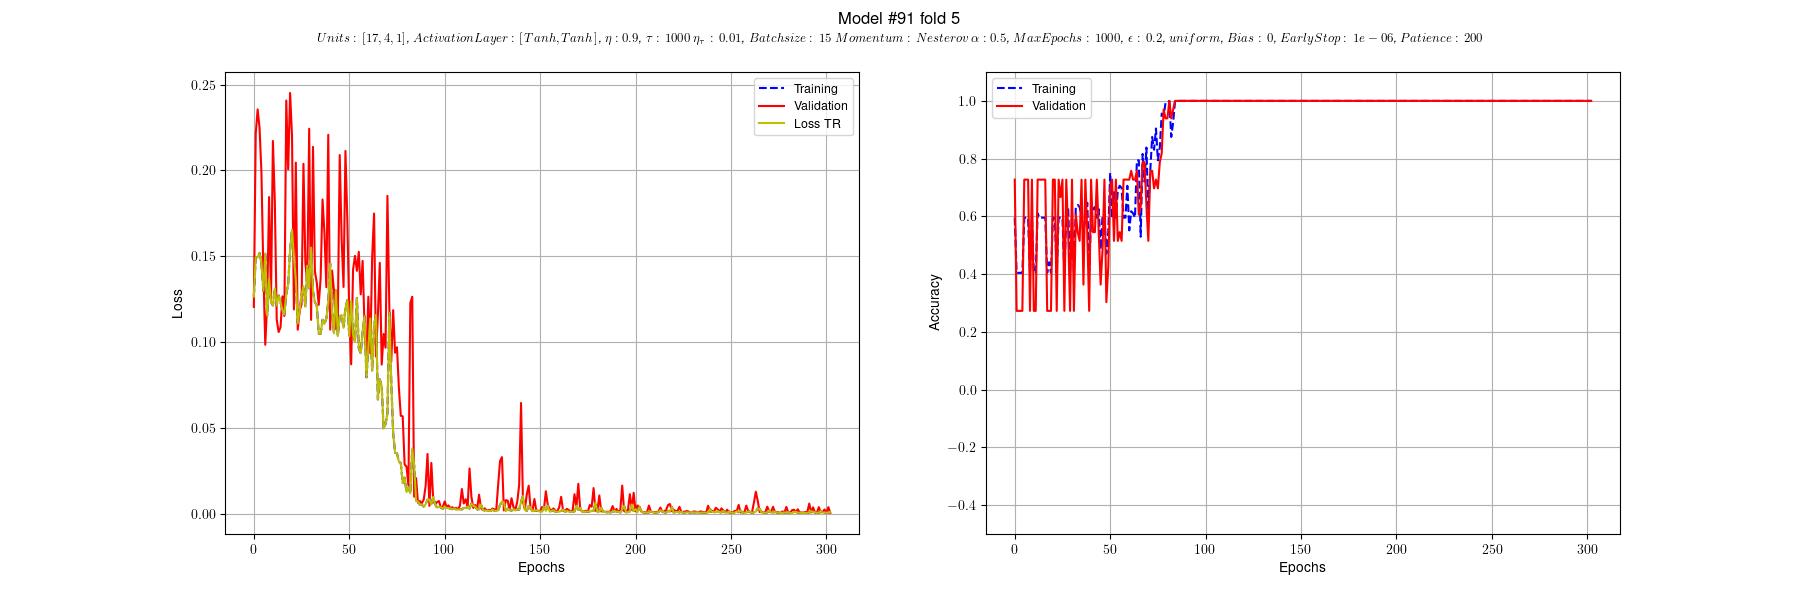 Model #91 fold 5
Units : [17, 4, 1], ActivationLayer : [Tanh, Tanh], η : 0.9, τ : 1000 ητ : 0.01, Batchsize : 15 Momentum : Nesterov α : 0.5, MaxEpochs : 1000, ϵ : 0.2, uniform, Bias : 0, EarlyStop : 1e − 06, Patience : 200
Training
Validation
Loss TR
0.25
0.20
0.15
0.10
0.05
0.00
Loss
0 50 100 150 200 250 300
Epochs
Training
Validation
1.0
0.8
0.6
0.4
0.2
0.0
−0.2
−0.4
Accuracy
0 50 100 150 200 250 300
Epochs